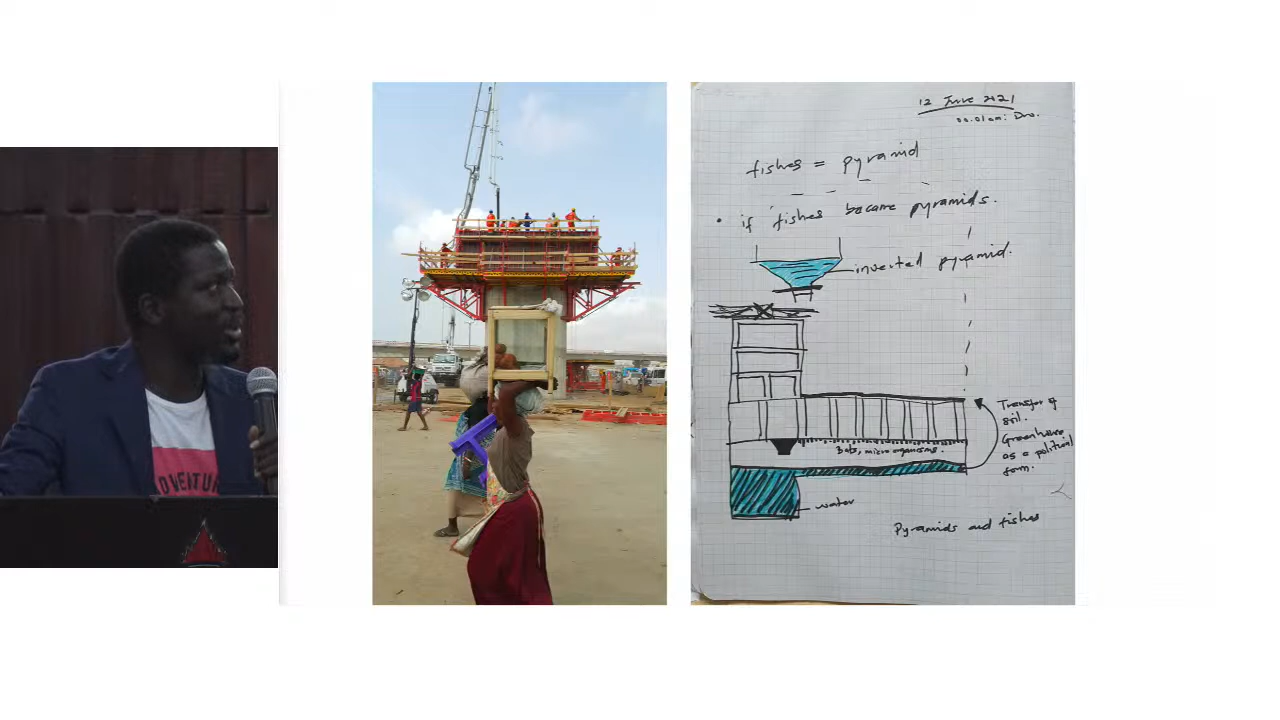 DVENTUR
12 June 2021
fishes = pyramid
• if fishes became pyramids.
inverted pyramid.
Transfer of
soil.
Greenhouse
as a political
form.
Bats, micro organisms.
water
Pyramids and fishes